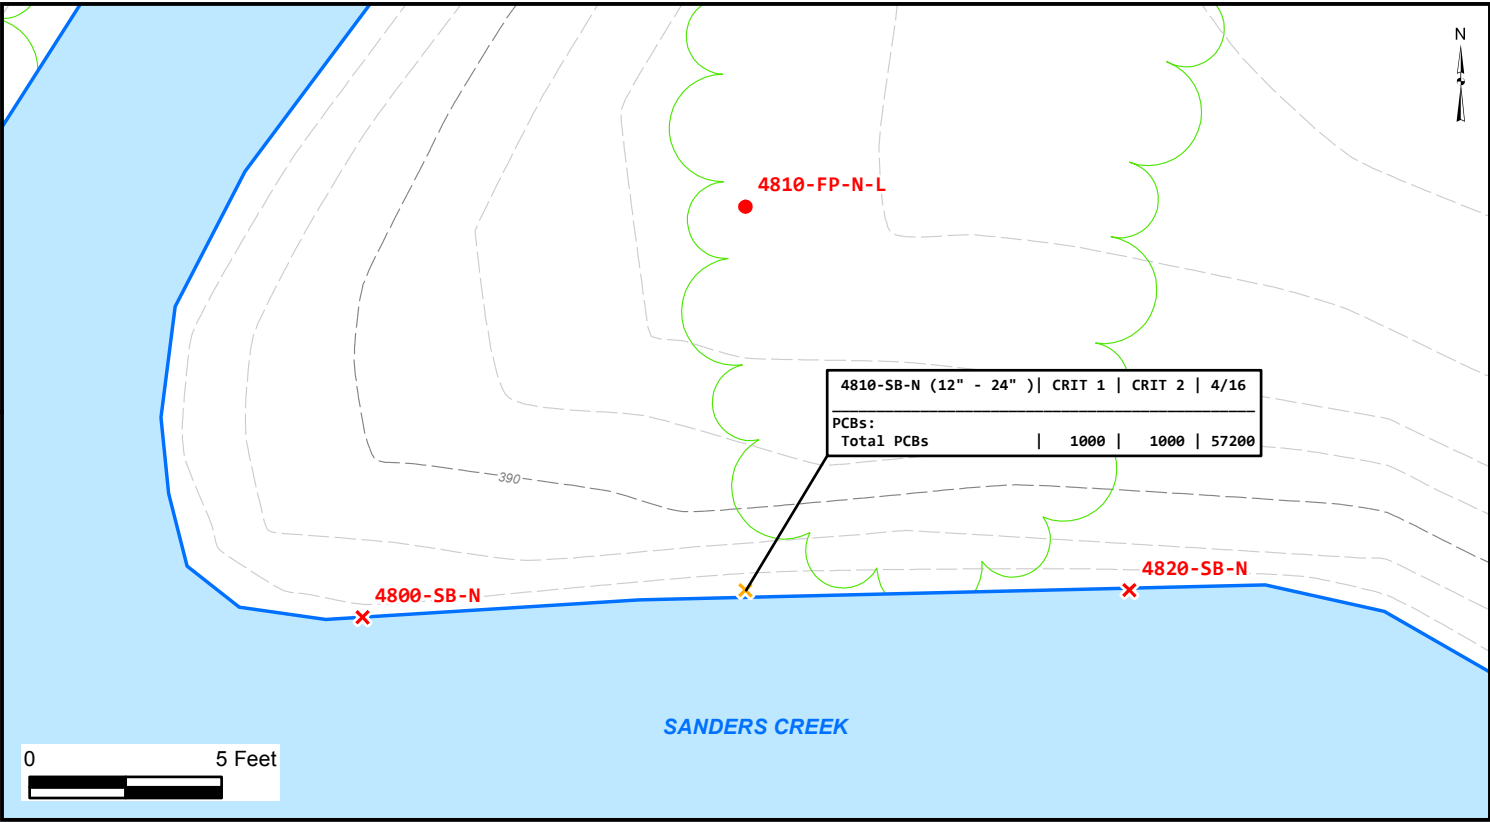 N
4810-FP-N-L
4810-SB-N (12" - 24" )| CRIT 1 | CRIT 2 | 4/16
PCBs:
Total PCBs | 1000 | 1000 | 57200
390
4820-SB-N
4800-SB-N
SANDERS CREEK
0 5 Feet